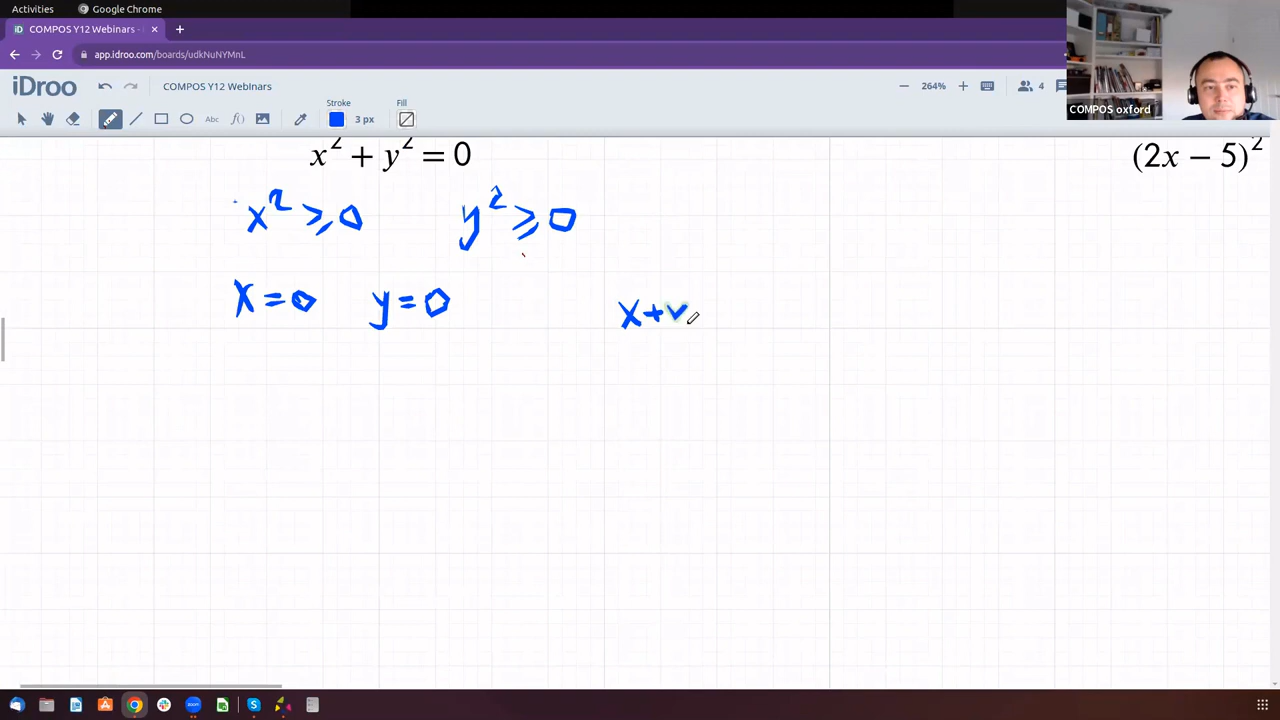 Activities Google Chrome
COMPOS Y12 Webinars -
app.idroo.com/boards/udkNuNYMnL
iDroo COMPOS Y12 Webinars 264% 4
Stroke Fill
Abc f() 3 px
COMPOS oxford
x² + y² = 0 (2x − 5)²
x² ⩾ 0 y² ⩾ 0
x = 0 y = 0 x +